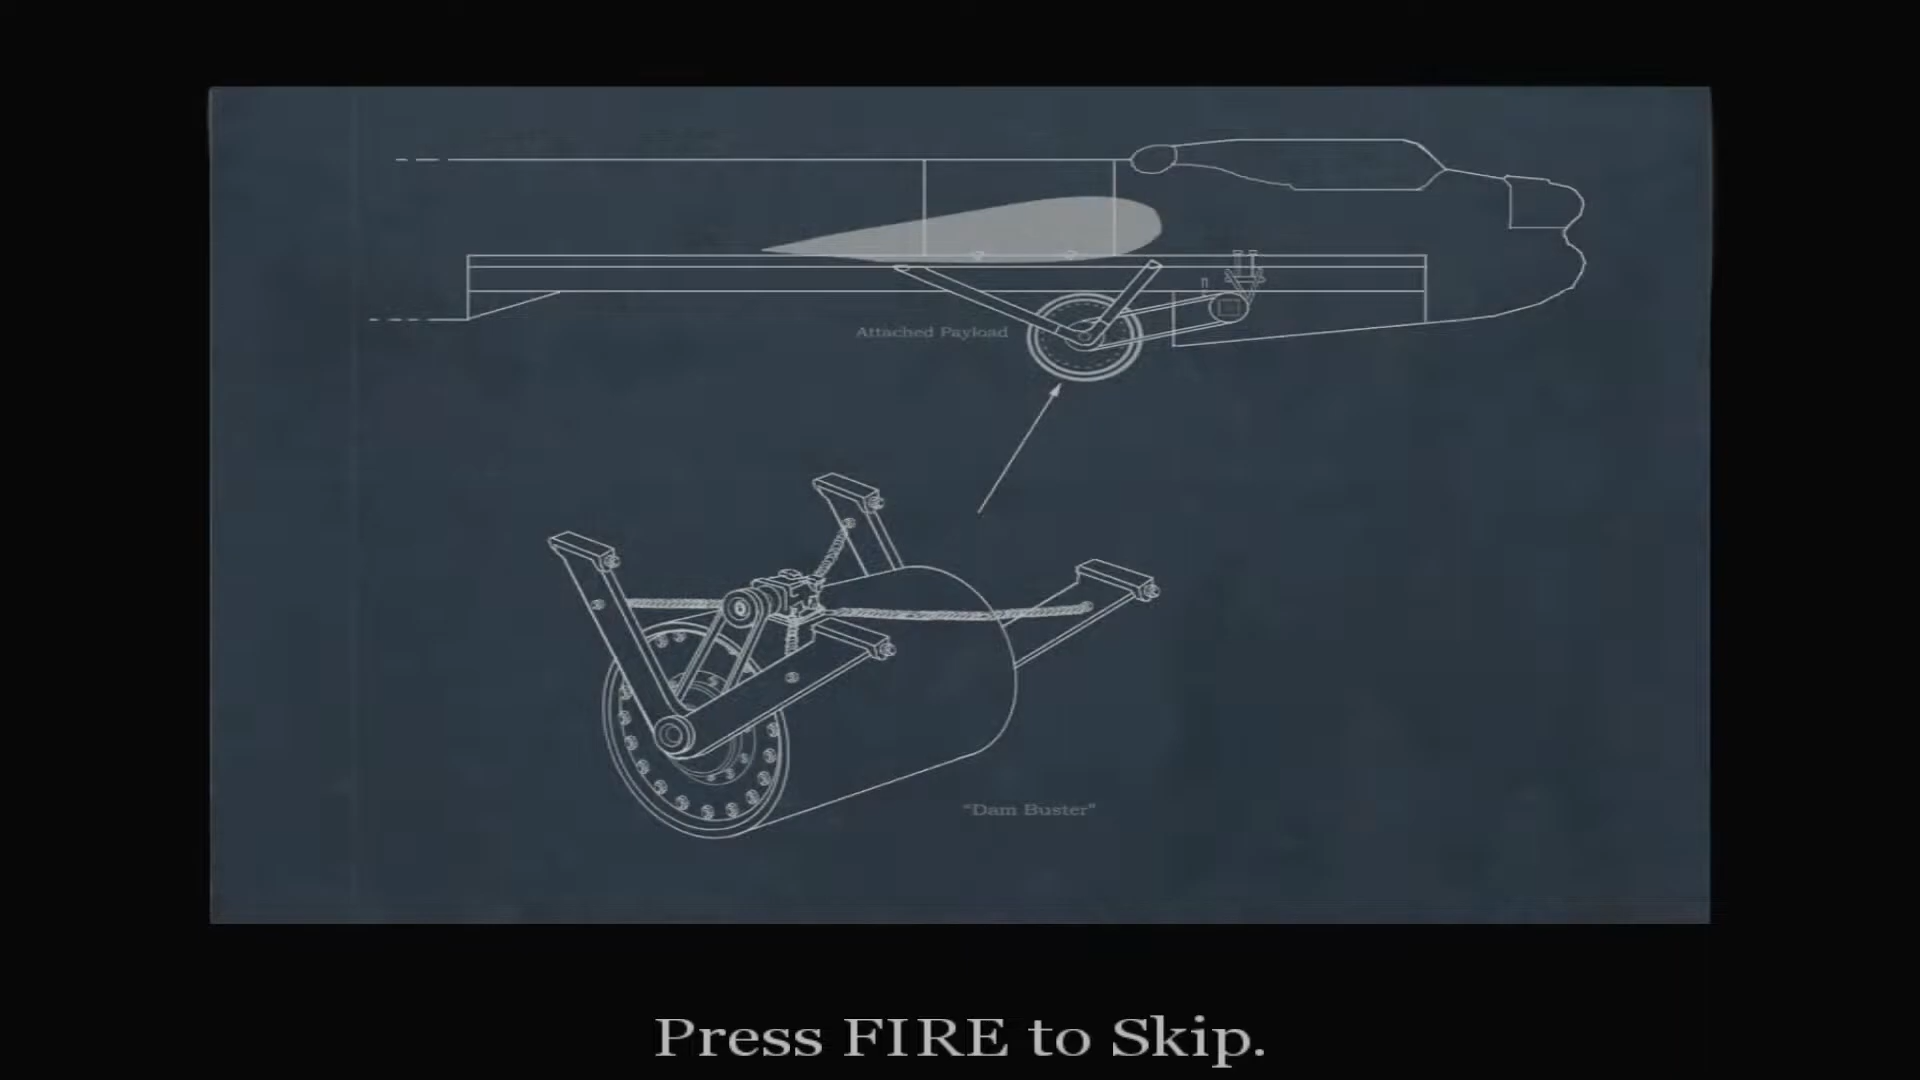 Attached Payload
"Dam Buster"
Press FIRE to Skip.